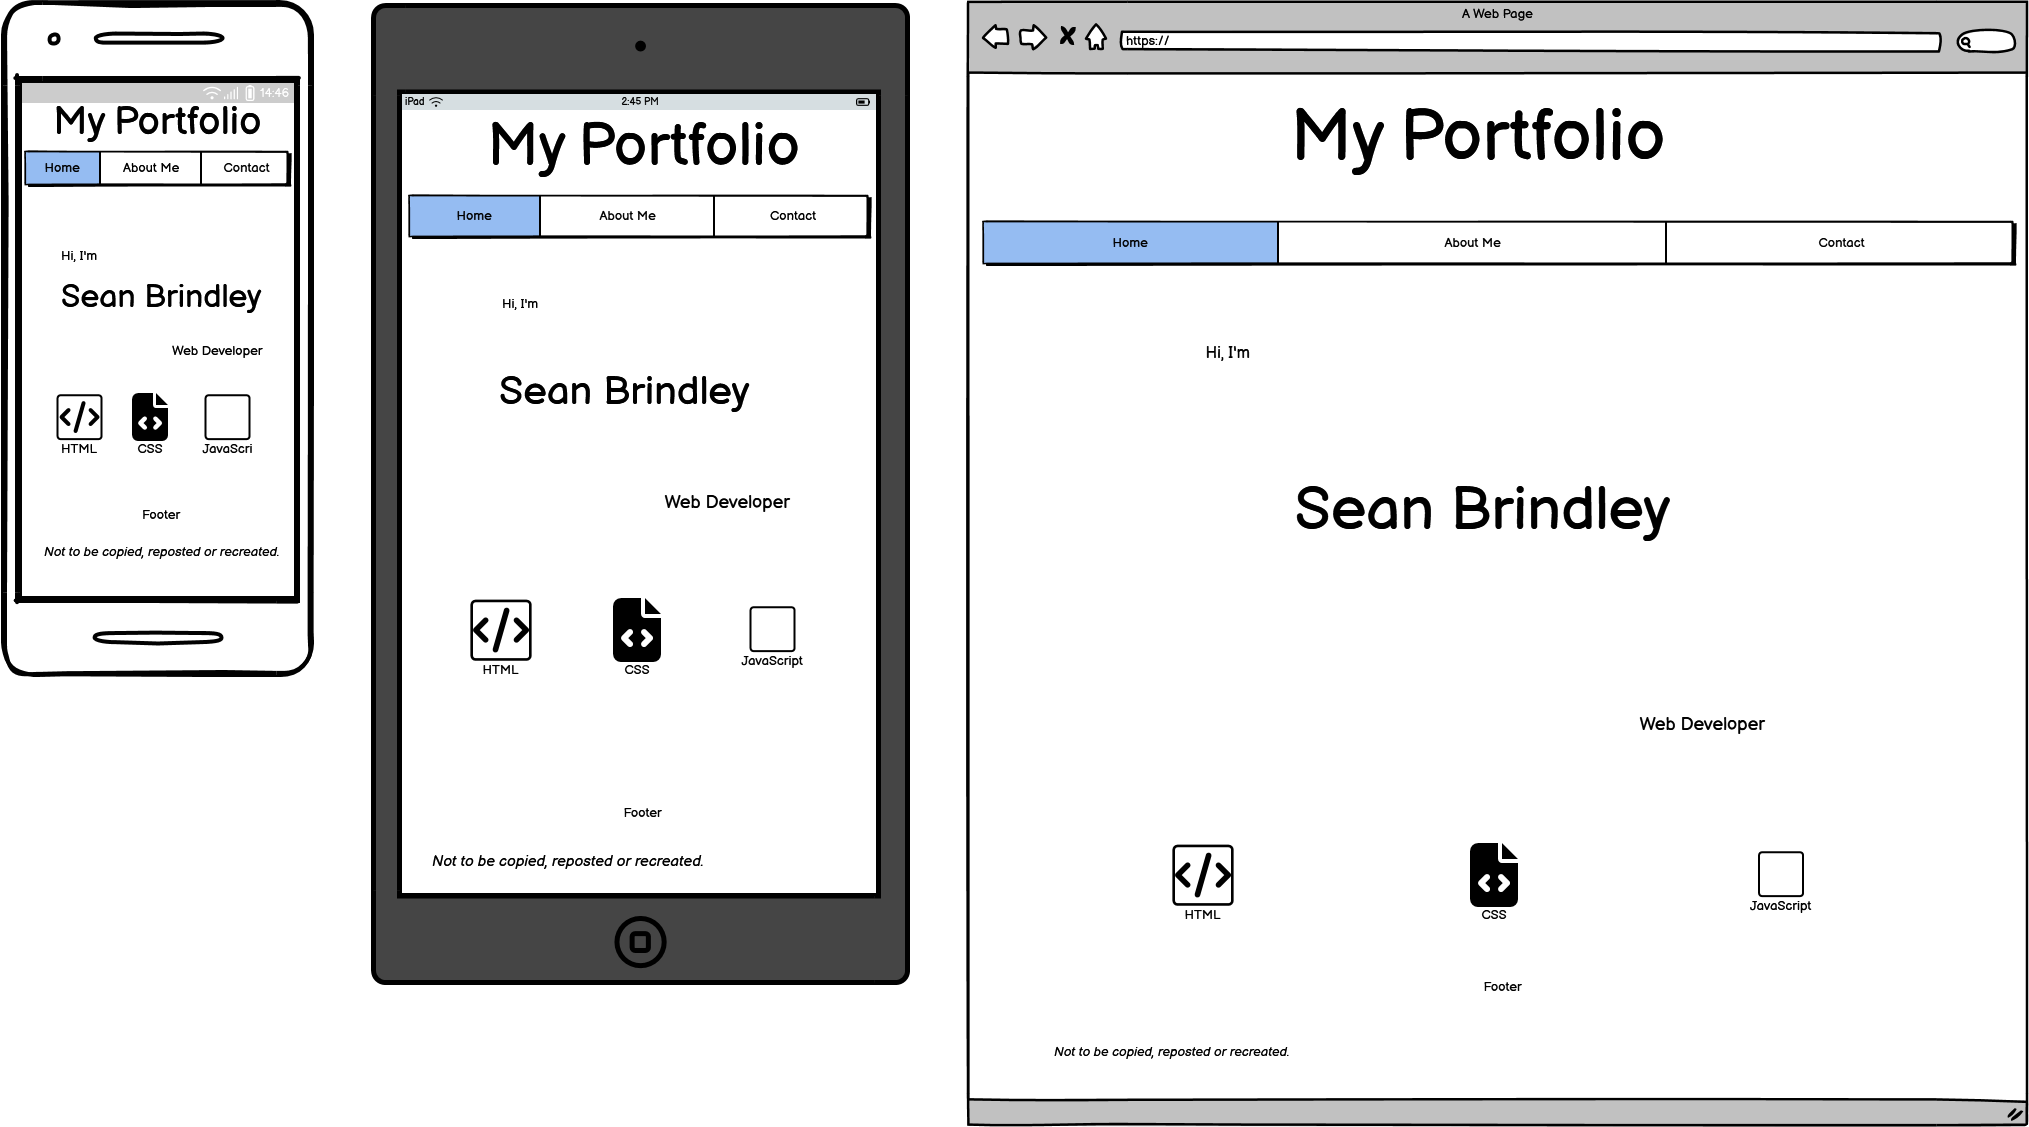 14:46
My Portfolio
Home About Me Contact
Hi, I'm
Sean Brindley
Web Developer
HTML CSS JavaScri
Footer
Not to be copied, reposted or recreated.
iPad 2:45 PM
My Portfolio
Home About Me Contact
Hi, I'm
Sean Brindley
Web Developer
HTML CSS JavaScript
Footer
Not to be copied, reposted or recreated.
A Web Page
https://
My Portfolio
Home About Me Contact
Hi, I'm
Sean Brindley
Web Developer
HTML CSS JavaScript
Footer
Not to be copied, reposted or recreated.